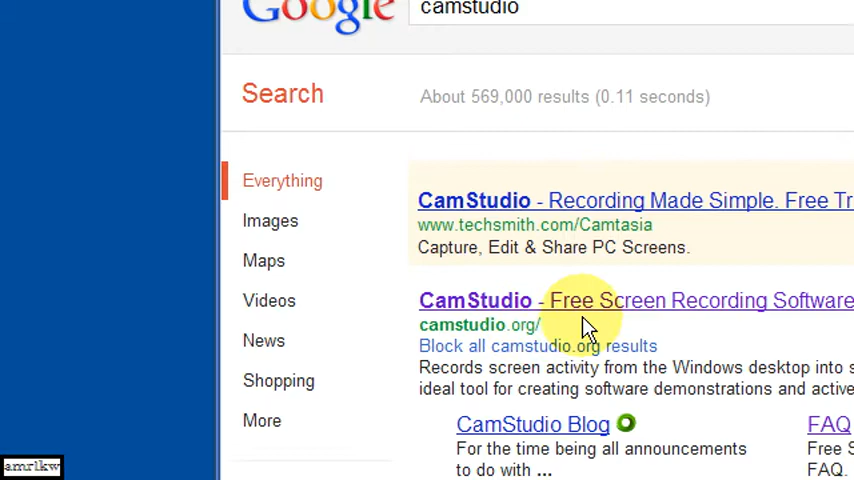 Google
camstudio
Search
About 569,000 results (0.11 seconds)
Everything
Images
Maps
Videos
News
Shopping
More
CamStudio - Recording Made Simple. Free Tr
www.techsmith.com/Camtasia
Capture, Edit & Share PC Screens.
CamStudio - Free Screen Recording Software
camstudio.org/
Block all camstudio.org results
Records screen activity from the Windows desktop into s
ideal tool for creating software demonstrations and active
CamStudio Blog
For the time being all announcements
to do with ...
FAQ
Free S
FAQ.
amr1kw